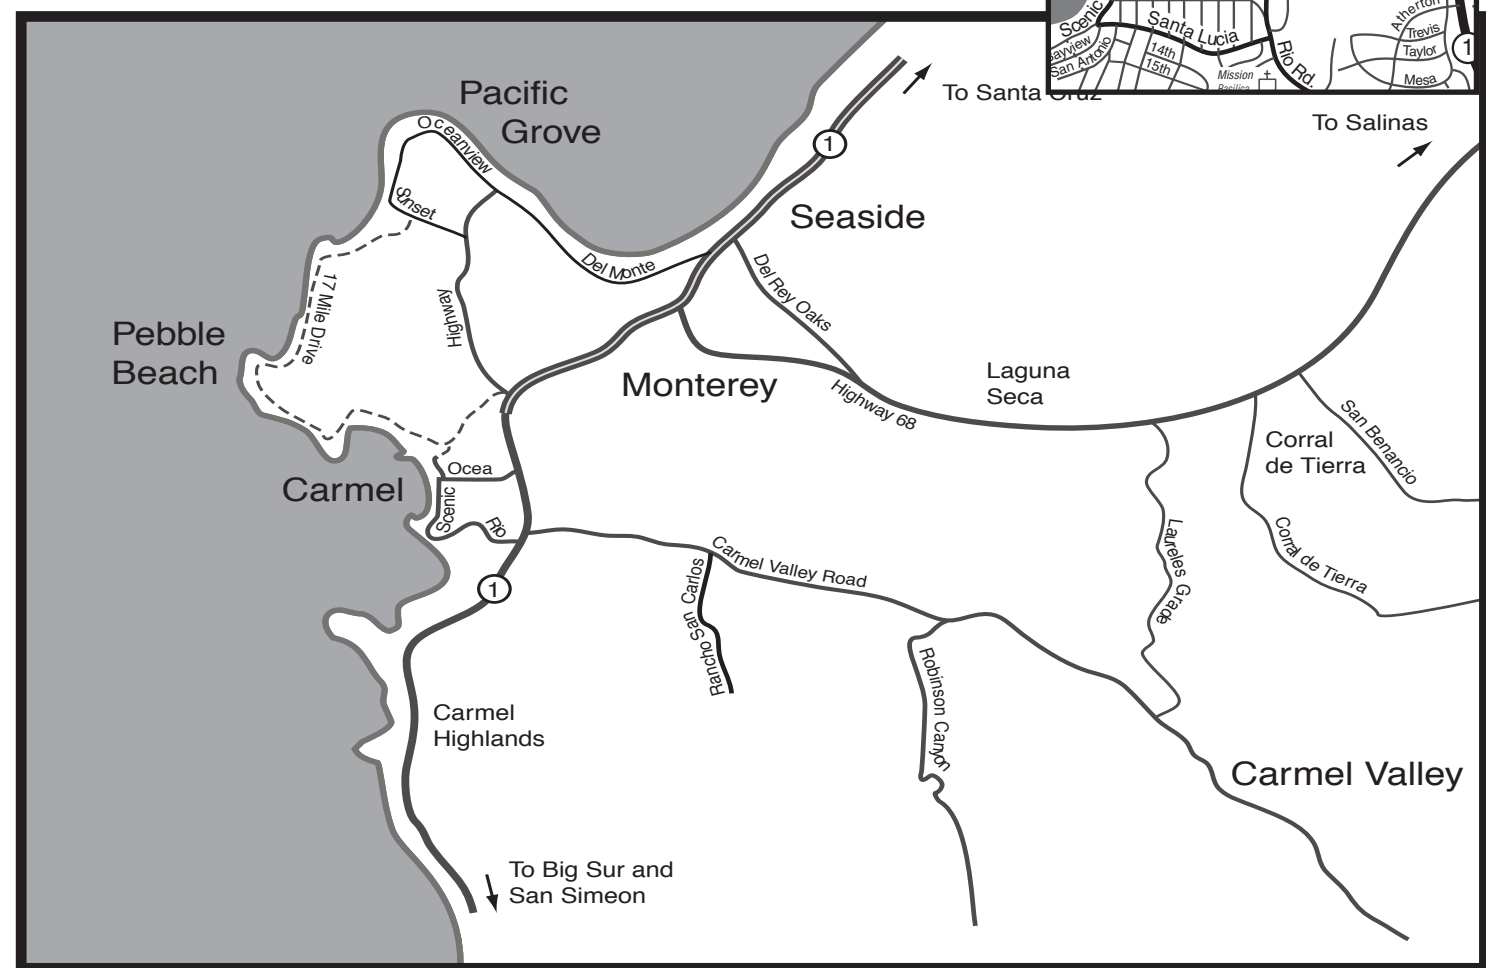 Scenic
Santa Lucia
Bayview
San Antonio
14th
15th
Mission
Basilica
Rio Rd.
Atherton
Trevis
Taylor
Mesa
1
To Santa Cruz
To Salinas
Pacific
Grove
Oceanview
Sunset
1
Seaside
Del Monte
Del Rey Oaks
17 Mile Drive
Highway
Pebble
Beach
Monterey
Highway 68
Laguna
Seca
San Benancio
Corral
de Tierra
Corral de Tierra
Laureles Grade
Ocea
Carmel
Scenic
Rio
Carmel Valley Road
Rancho San Carlos
1
Robinson Canyon
Carmel
Highlands
Carmel Valley
To Big Sur and
San Simeon